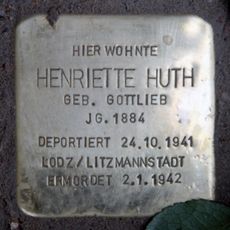 HIER WOHNTE
HENRIETTE HUTH
GEB. GOTTLIEB
JG. 1884
DEPORTIERT 24.10.1941
LODZ/LITZMANNSTADT
ERMORDET 2.1.1942